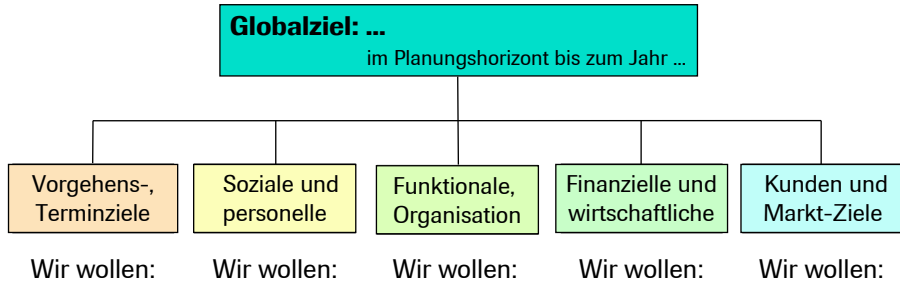 Globalziel: ...
im Planungshorizont bis zum Jahr ...
Vorgehens-,
Terminziele
Soziale und
personelle
Funktionale,
Organisation
Finanzielle und
wirtschaftliche
Kunden und
Markt-Ziele
Wir wollen:
Wir wollen:
Wir wollen:
Wir wollen:
Wir wollen: